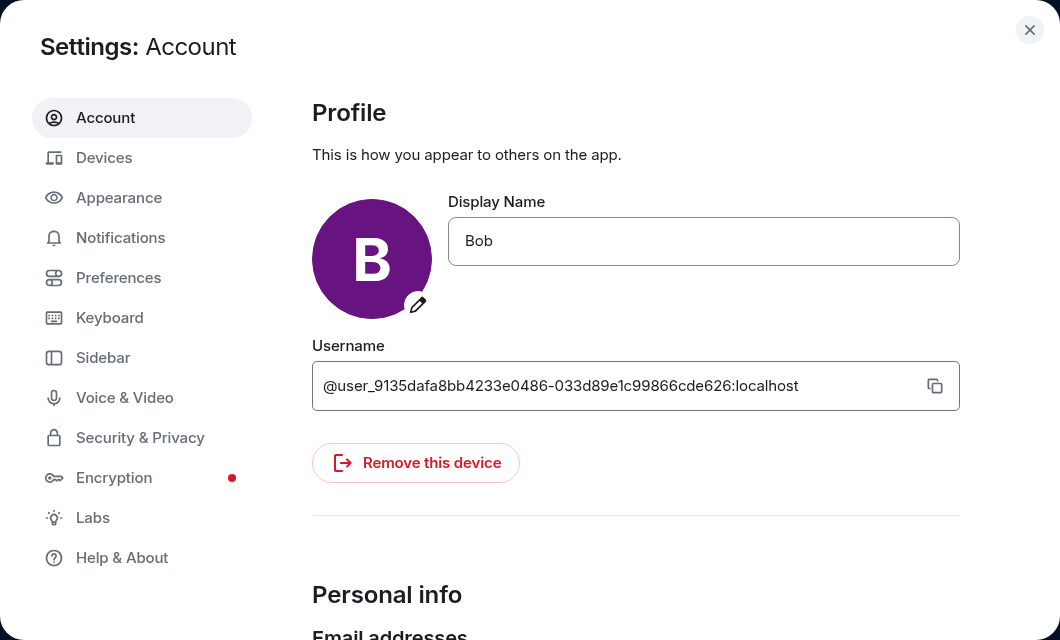 Settings: Account
Account
Devices
Appearance
Notifications
Preferences
Keyboard
Sidebar
Voice & Video
Security & Privacy
Encryption
Labs
Help & About
Profile
This is how you appear to others on the app.
B
Display Name
Bob
Username
@user_9135dafa8bb4233e0486-033d89e1c99866cde626:localhost
Remove this device
Personal info
Email addresses